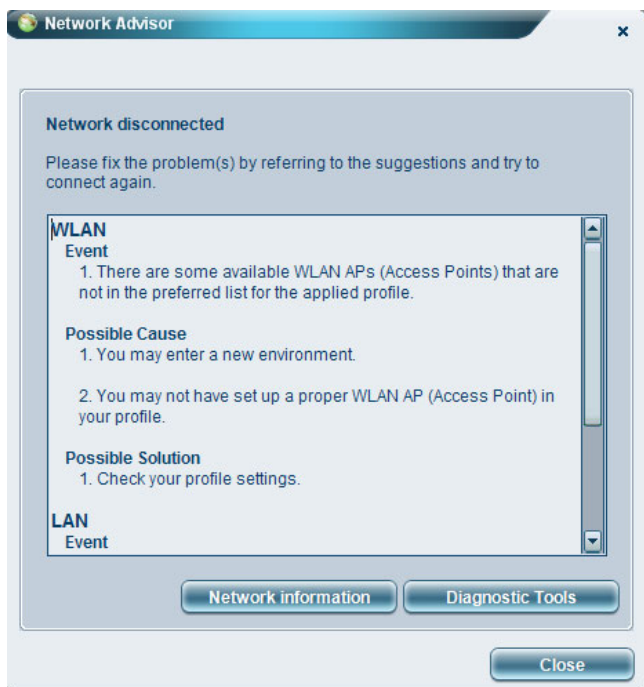 Network Advisor
Network disconnected
Please fix the problem(s) by referring to the suggestions and try to
connect again.
WLAN
Event
1. There are some available WLAN APs (Access Points) that are
not in the preferred list for the applied profile.
Possible Cause
1. You may enter a new environment.
2. You may not have set up a proper WLAN AP (Access Point) in
your profile.
Possible Solution
1. Check your profile settings.
LAN
Event
Network information
Diagnostic Tools
Close